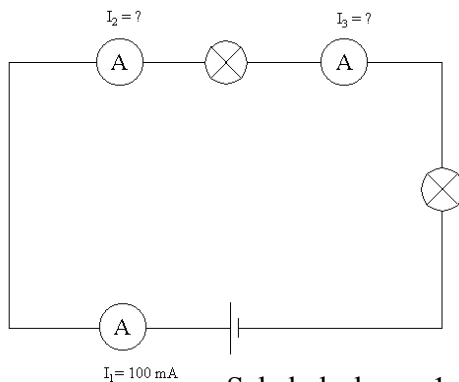 I₂ = ?
I₃ = ?
A
A
A
I₁= 100 mA